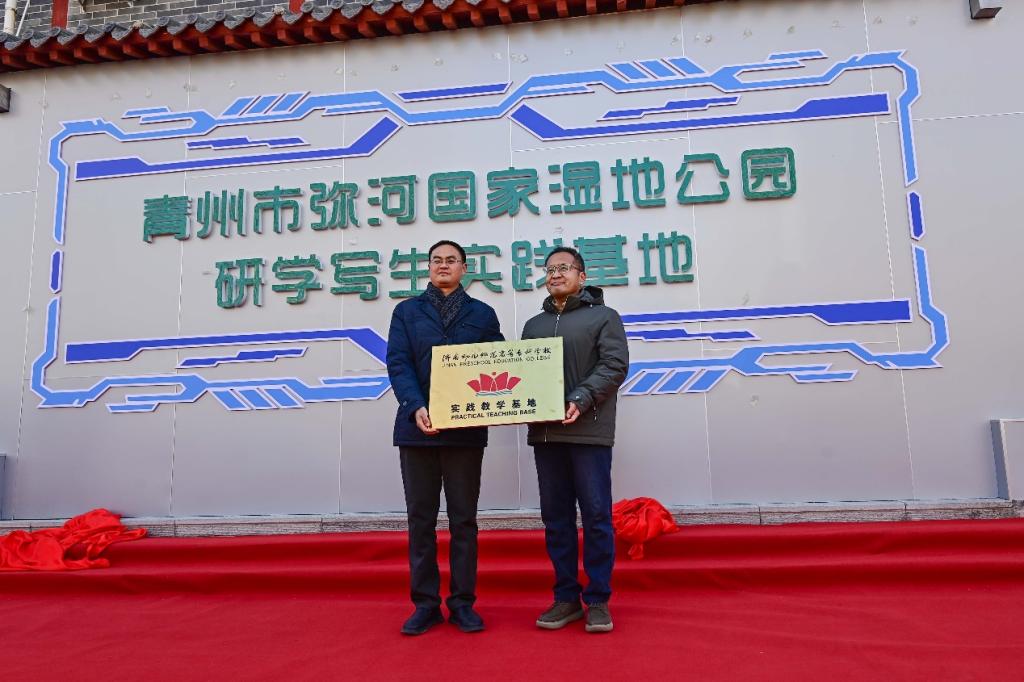 青州市弥河国家湿地公园
研学写生实践基地
济南幼儿师范高等专科学校
JINAN PRESCHOOL EDUCATION COLLEGE
实践教学基地
PRACTICAL TEACHING BASE